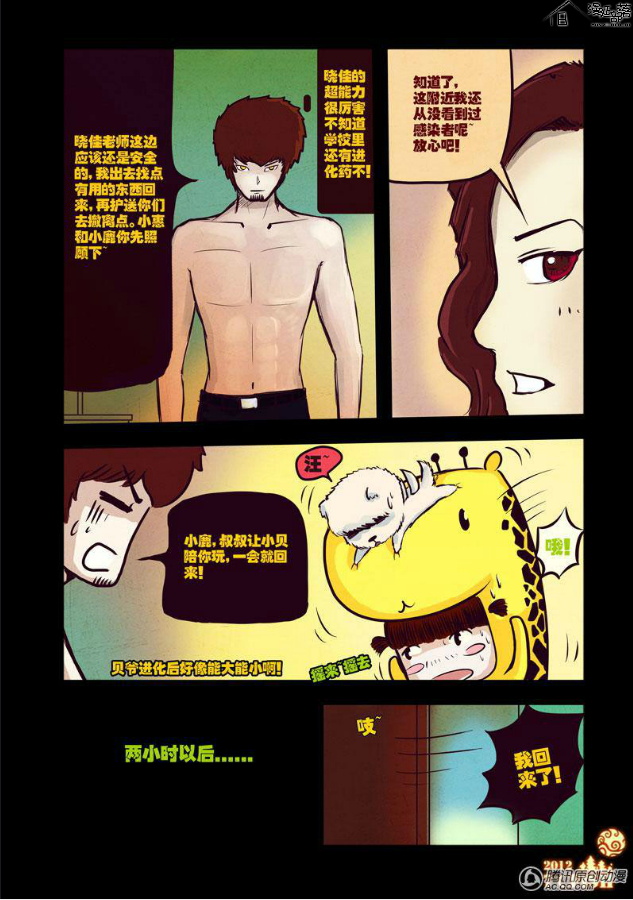 漫漫部落
晓佳老师这边
应该还是安全
的，我出去找点
有用的东西回
来，再护送你们
去撤离点。小惠
和小鹿你先照
顾下~
晓佳的
超能力
很厉害
不知道
学校里
还有进
化药不！
知道了，
这附近我还
从没看到过
感染者呢~
放心吧！
汪~
小鹿，叔叔让小贝
陪你玩，一会就回
来！
哦！
贝爷进化后好像能大能小啊！
摇来~摇去
两小时以后……
吱~
我回
来了！
2012
腾讯原创动漫
AC.QQ.COM